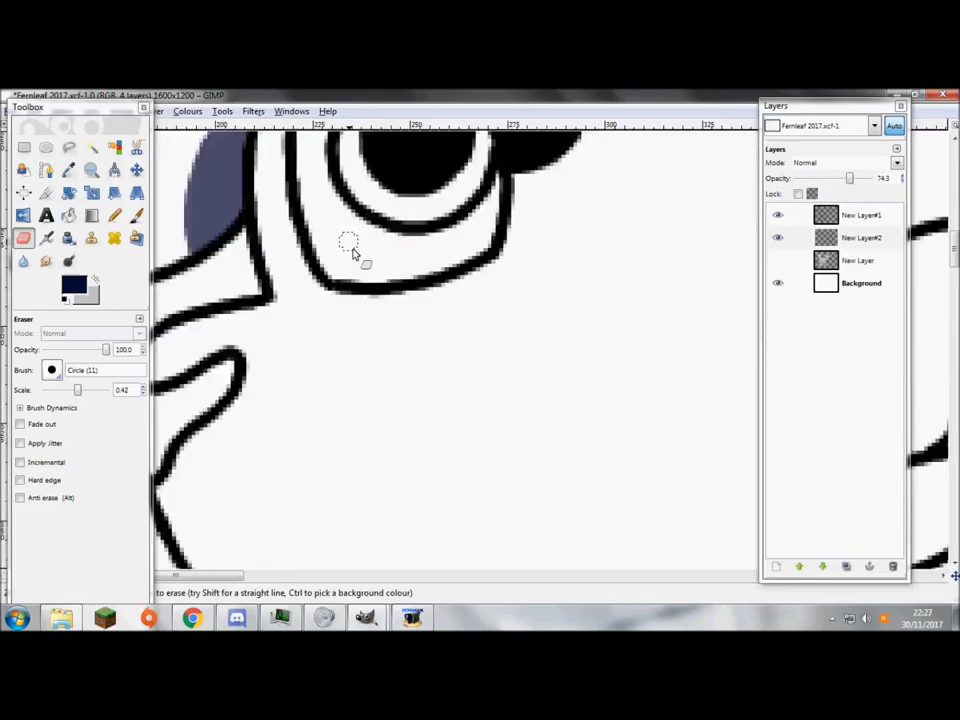 *Fernleaf 2017.xcf-1.0 (RGB, 4 layers) 1600x1200 – GIMP
Toolbox
Colours Tools Filters Windows Help
200 225 250 275 300 325
Eraser
Mode: Normal
Opacity: 100.0
Brush: Circle (11)
Scale: 0.42
Brush Dynamics
Fade out
Apply Jitter
Incremental
Hard edge
Anti erase (Alt)
to erase (try Shift for a straight line, Ctrl to pick a background colour)
Layers
Fernleaf 2017.xcf-1
Auto
Layers
Mode: Normal
Opacity: 74.3
Lock:
New Layer#1
New Layer#2
New Layer
Background
22:27
30/11/2017